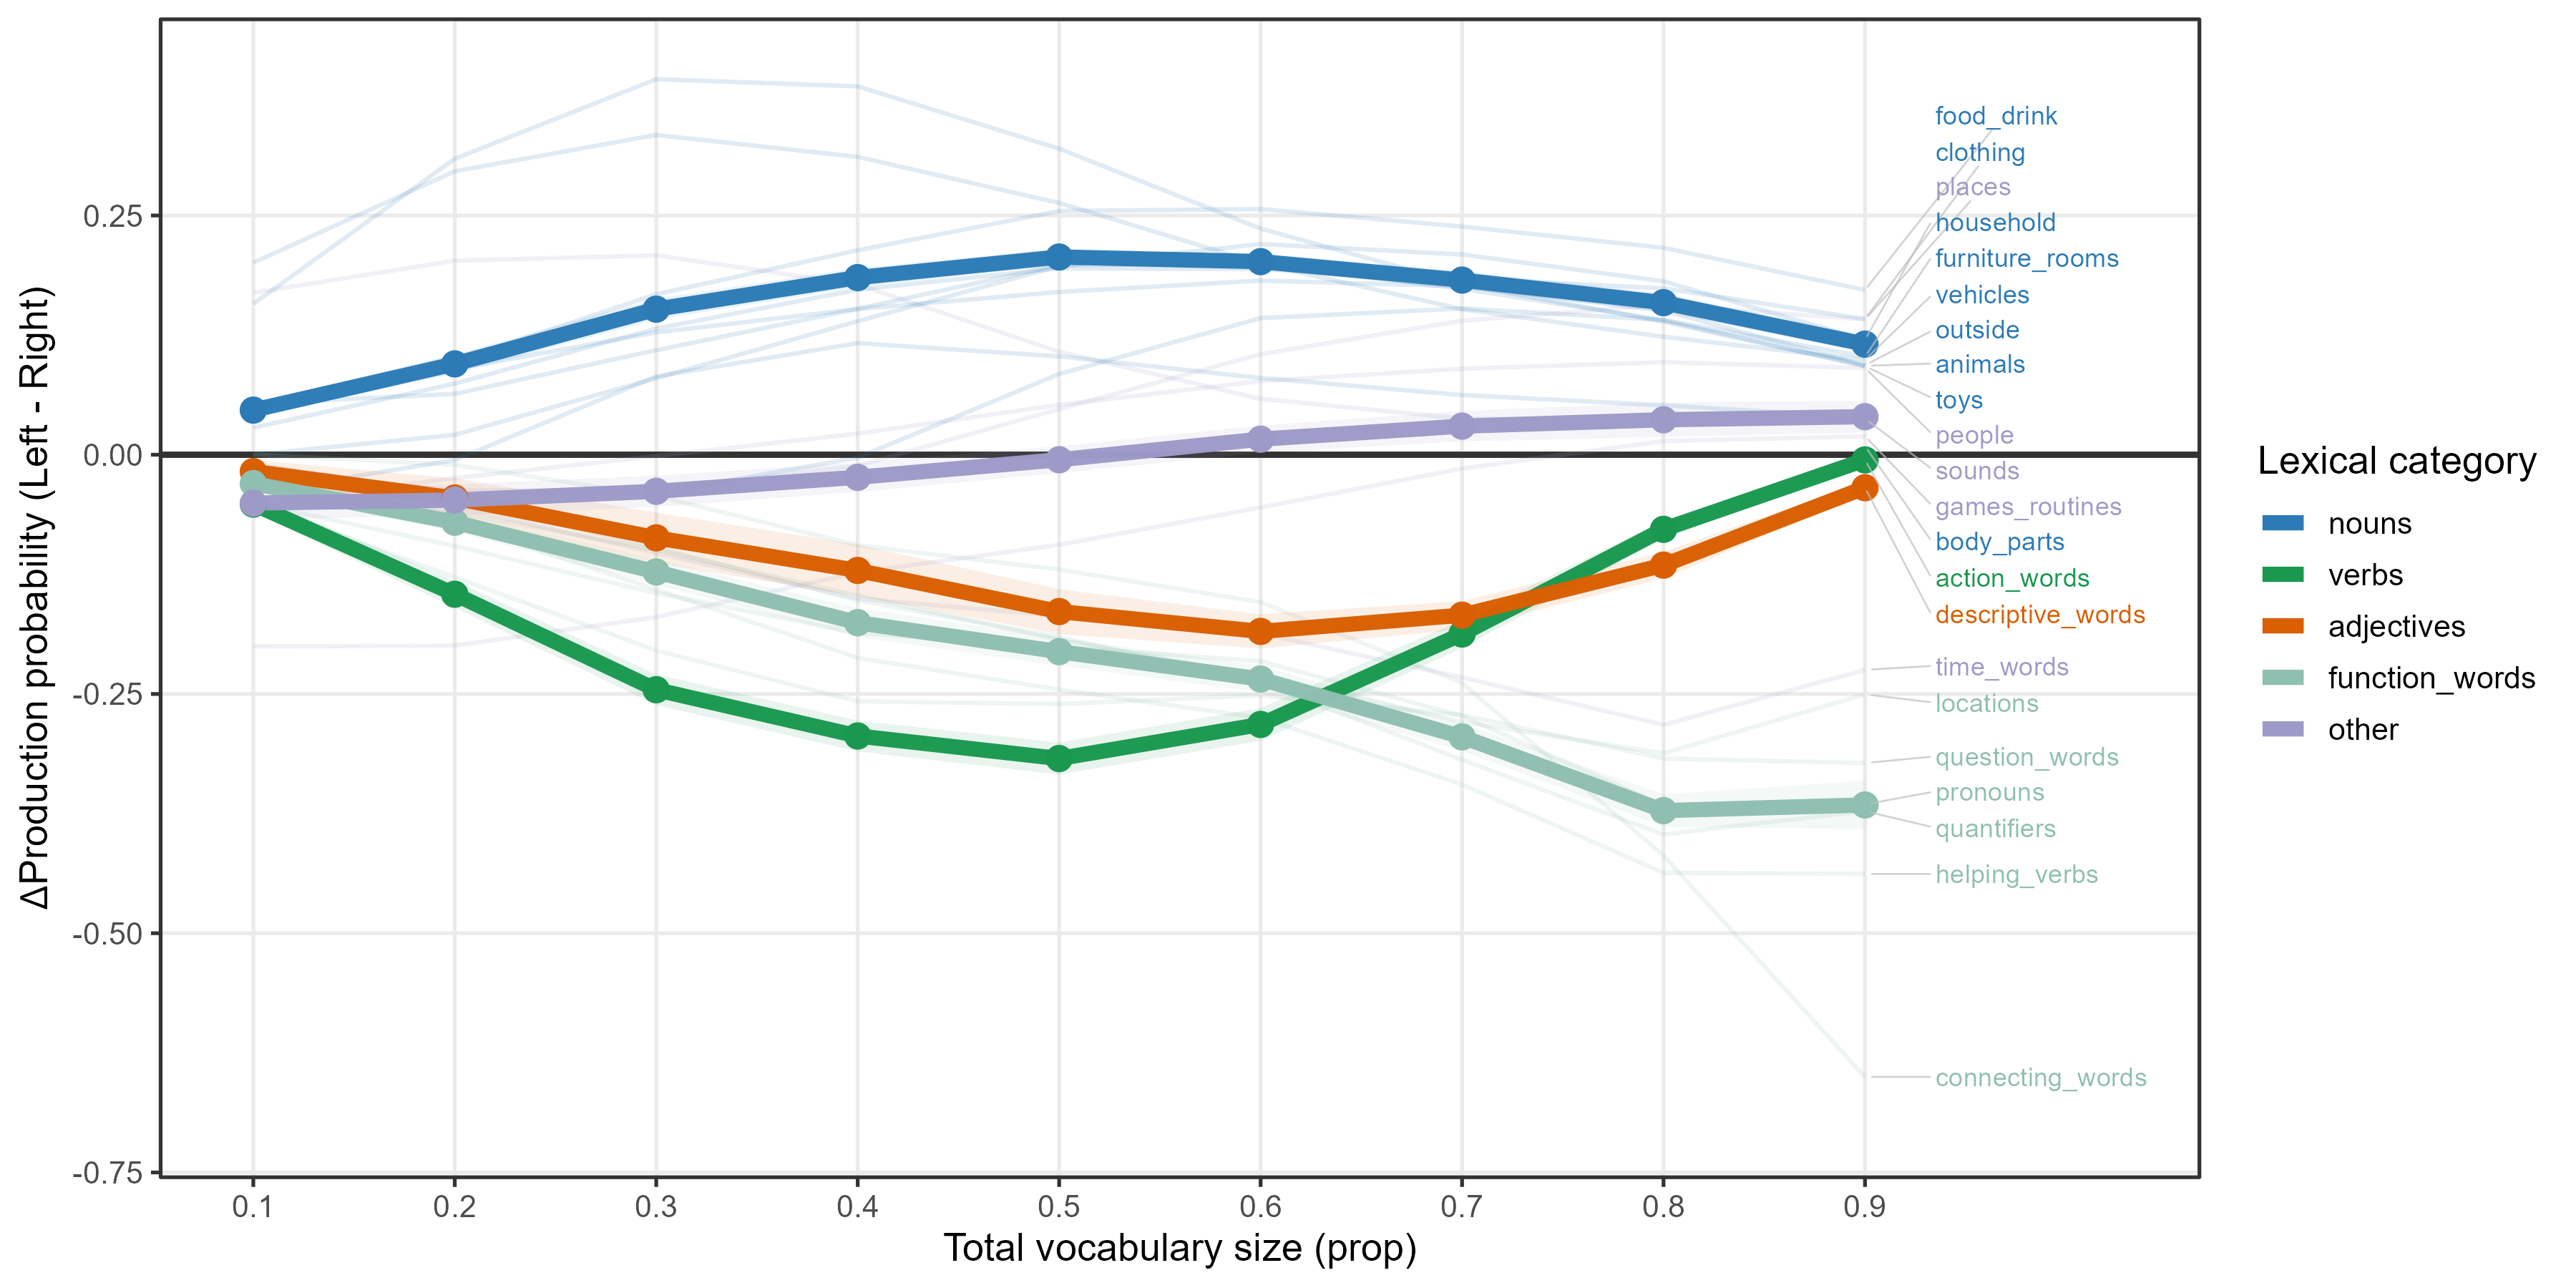 ΔProduction probability (Left - Right)
0.25
0.00
-0.25
-0.50
-0.75
0.1 0.2 0.3 0.4 0.5 0.6 0.7 0.8 0.9
Total vocabulary size (prop)
food_drink
clothing
places
household
furniture_rooms
vehicles
outside
animals
toys
people
sounds
games_routines
body_parts
action_words
descriptive_words
time_words
locations
question_words
pronouns
quantifiers
helping_verbs
connecting_words
Lexical category
nouns
verbs
adjectives
function_words
other